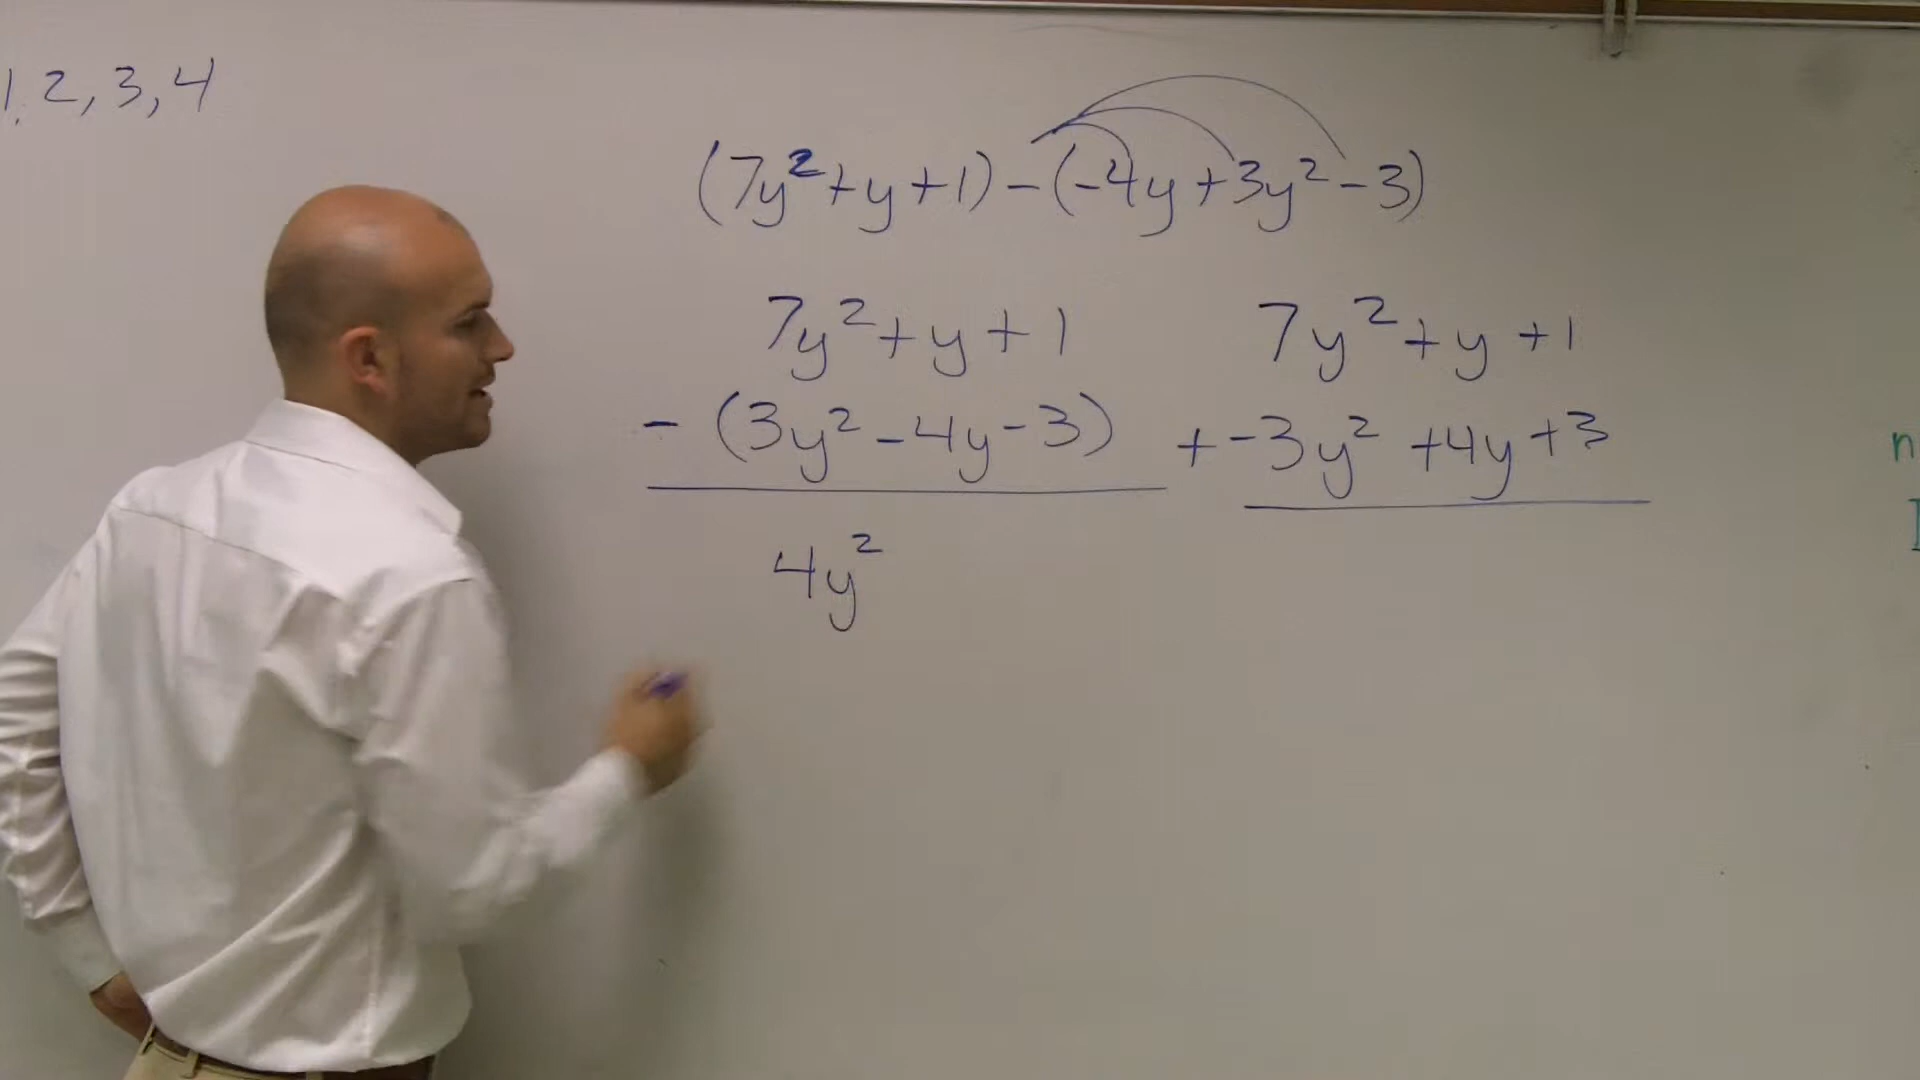 1, 2, 3, 4
(7y²+y+1)-(-4y+3y²-3)
7y²+y+1
-(3y²-4y-3)
4y²
7y²+y+1
+-3y²+4y+3
n